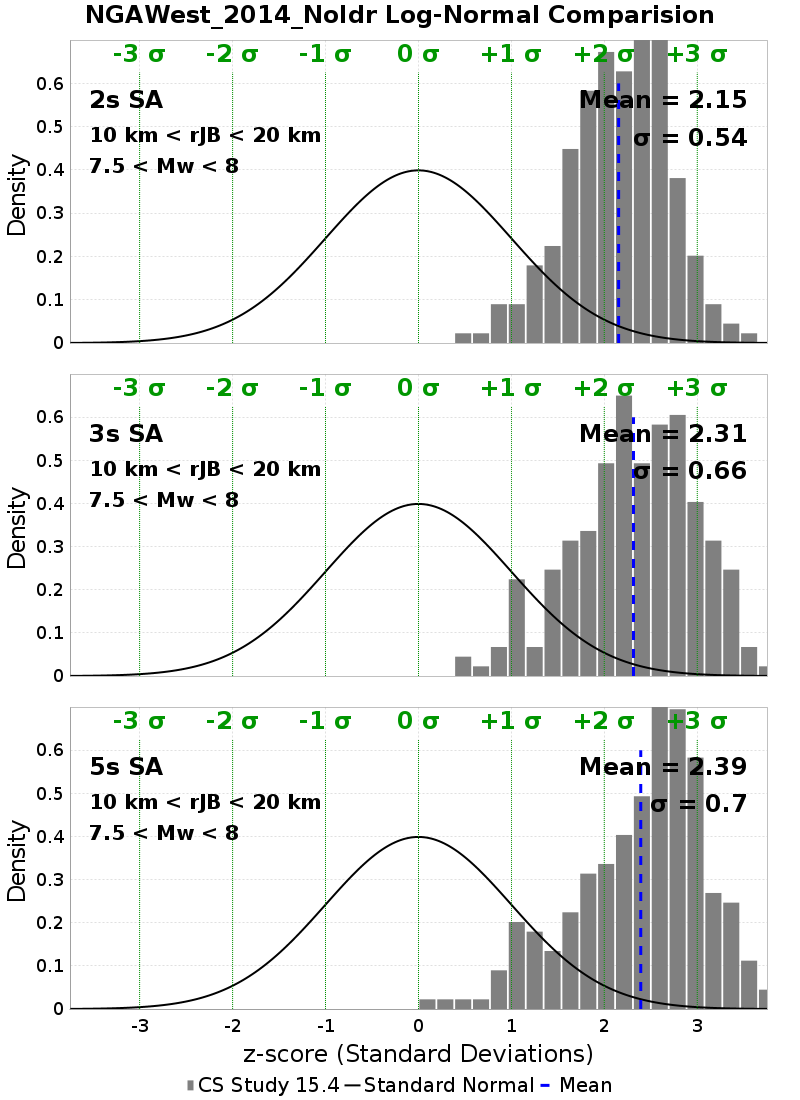 NGAWest_2014_NoIdr Log-Normal Comparision
-3 σ -2 σ -1 σ 0 σ +1 σ +2 σ +3 σ
2s SA
Mean = 2.15
10 km < rJB < 20 km
σ = 0.54
7.5 < Mw < 8
Density
0.6
0.5
0.4
0.3
0.2
0.1
0
-3 σ -2 σ -1 σ 0 σ +1 σ +2 σ +3 σ
3s SA
Mean = 2.31
10 km < rJB < 20 km
σ = 0.66
7.5 < Mw < 8
Density
0.6
0.5
0.4
0.3
0.2
0.1
0
-3 σ -2 σ -1 σ 0 σ +1 σ +2 σ +3 σ
5s SA
Mean = 2.39
10 km < rJB < 20 km
σ = 0.7
7.5 < Mw < 8
Density
0.6
0.5
0.4
0.3
0.2
0.1
0
-3 -2 -1 0 1 2 3
z-score (Standard Deviations)
CS Study 15.4 Standard Normal Mean